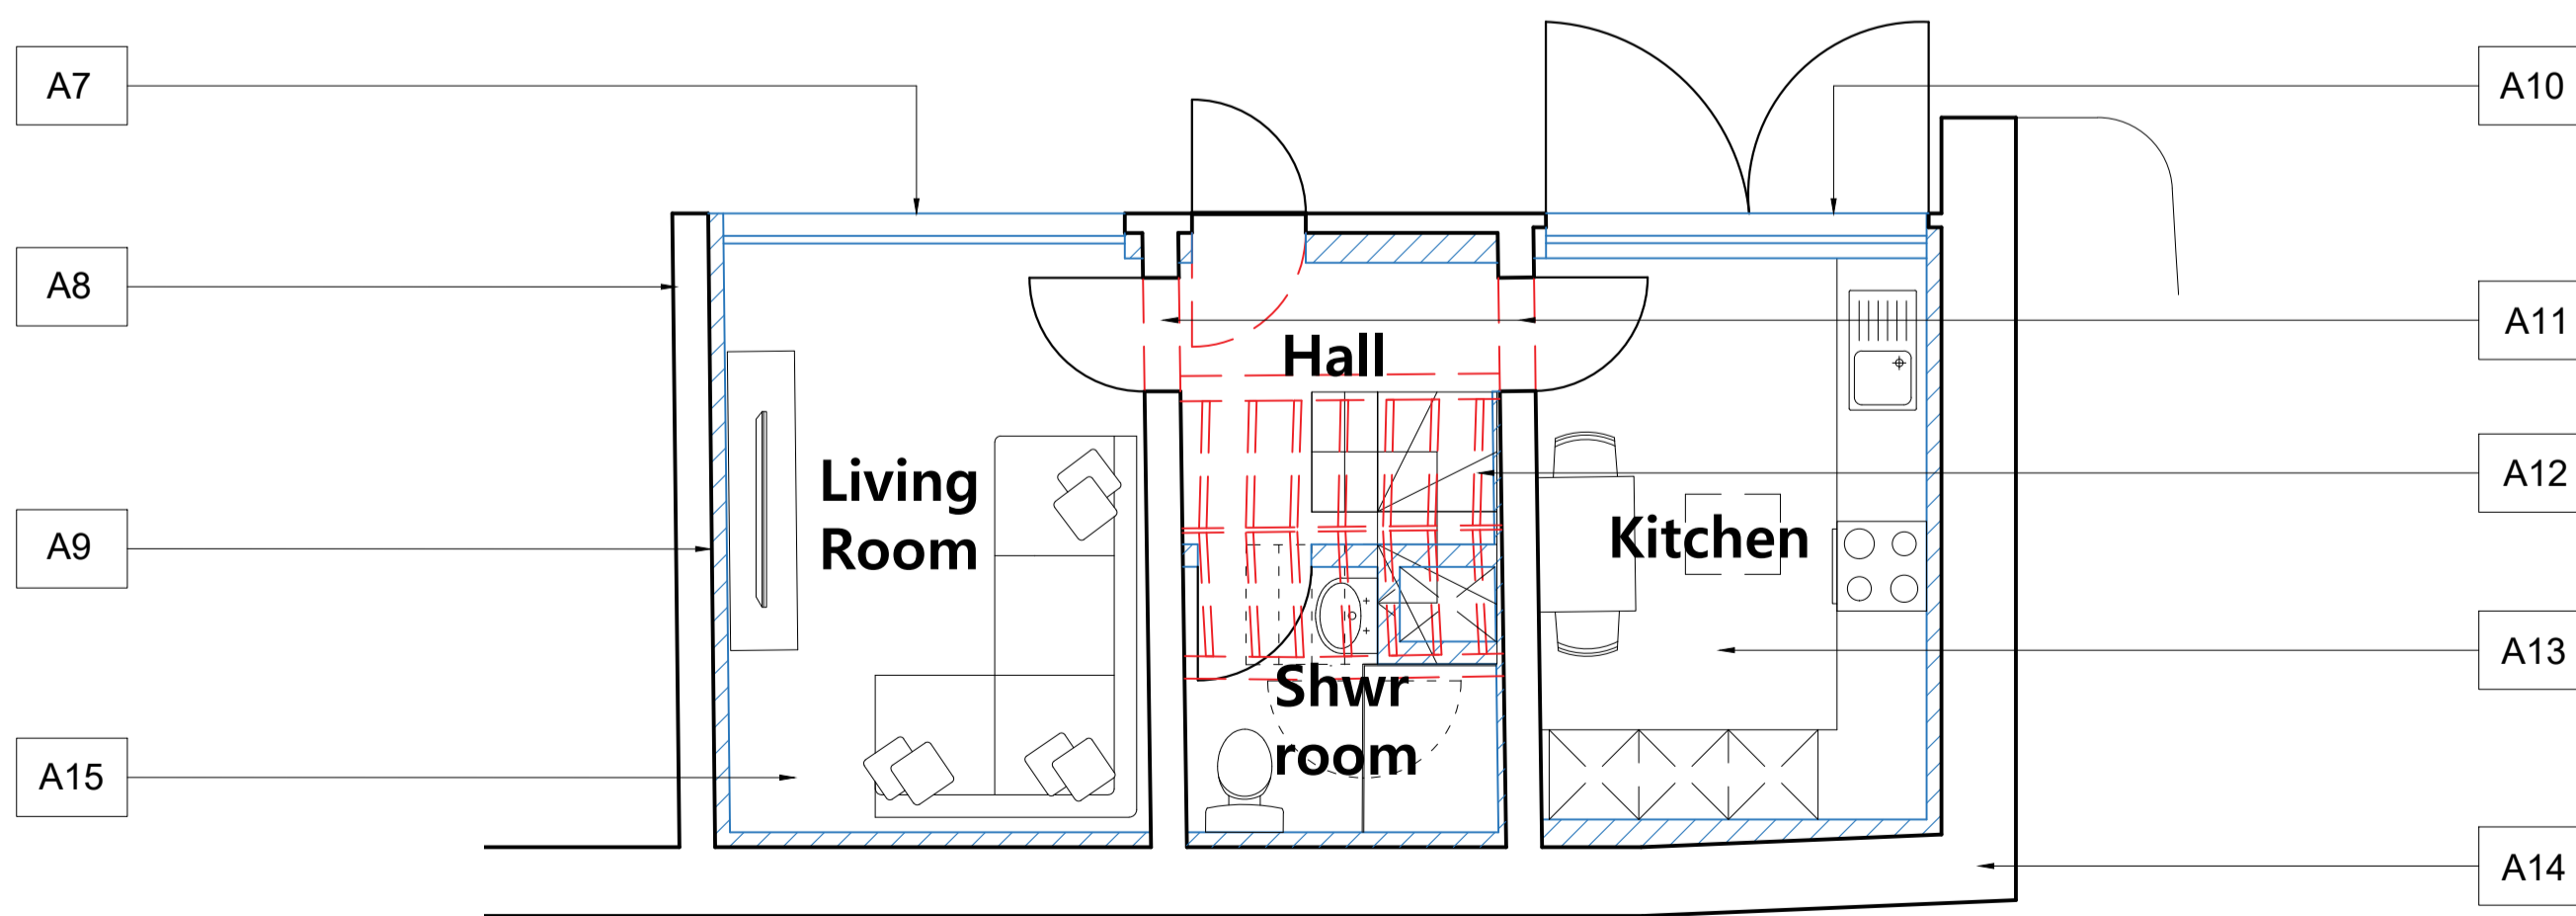 A7
A10
A8
A11
Hall
A12
Living
Room
Kitchen
A9
A13
Shwr
room
A15
A14